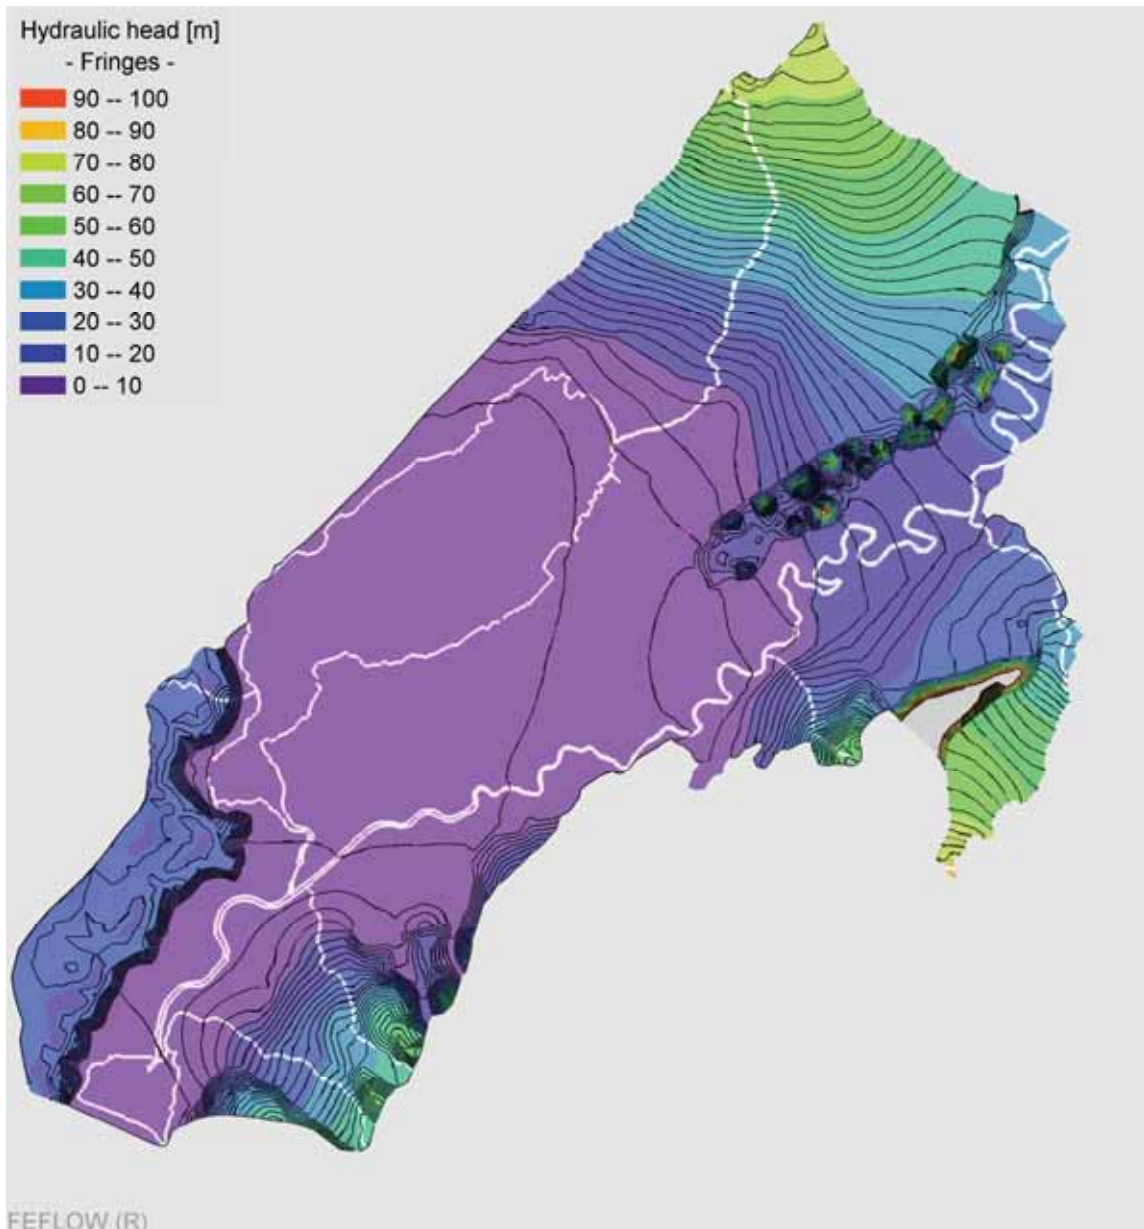 Hydraulic head [m]
- Fringes -
90 -- 100
80 -- 90
70 -- 80
60 -- 70
50 -- 60
40 -- 50
30 -- 40
20 -- 30
10 -- 20
0 -- 10
FEFLOW (R)